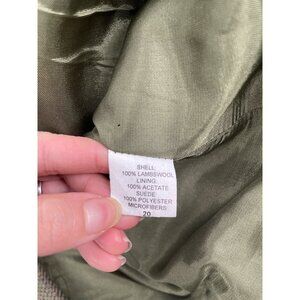 SHELL:
100% LAMBSWOOL
LINING:
100% ACETATE
SUEDE:
100% POLYESTER
MICROFIBERS
20